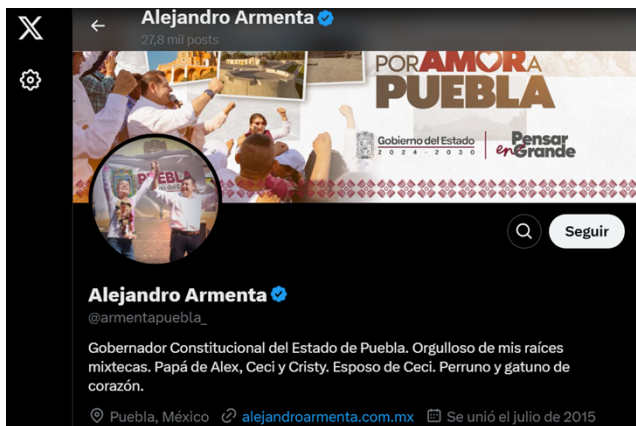 Alejandro Armenta
27,8 mil posts
POR AMOR A
PUEBLA
Gobierno del Estado
2024 - 2030
Pensar
en Grande
PUEBLA
Seguir
Alejandro Armenta
@armentapuebla_
Gobernador Constitucional del Estado de Puebla. Orgulloso de mis raíces
mixtecas. Papá de Alex, Ceci y Cristy. Esposo de Ceci. Perruno y gatuno de
corazón.
Puebla, México alejandroarmenta.com.mx Se unió el julio de 2015